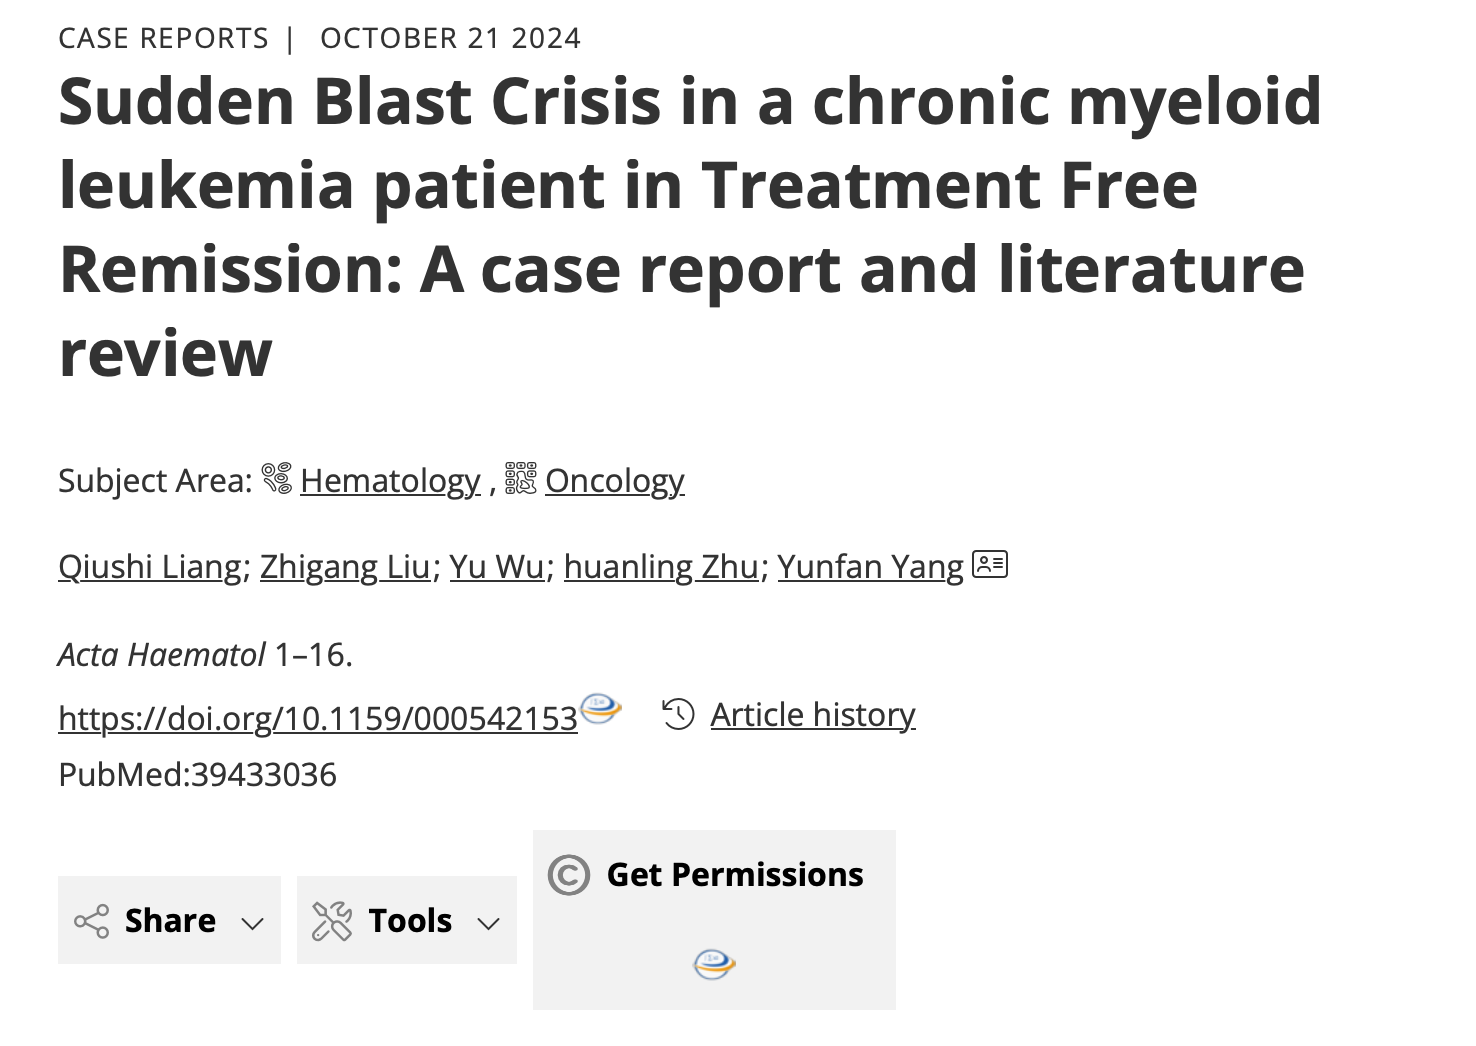 CASE REPORTS | OCTOBER 21 2024
Sudden Blast Crisis in a chronic myeloid
leukemia patient in Treatment Free
Remission: A case report and literature
review
Subject Area: Hematology , Oncology
Qiushi Liang; Zhigang Liu; Yu Wu; huanling Zhu; Yunfan Yang
Acta Haematol 1–16.
https://doi.org/10.1159/000542153 Article history
PubMed:39433036
Share Tools © Get Permissions